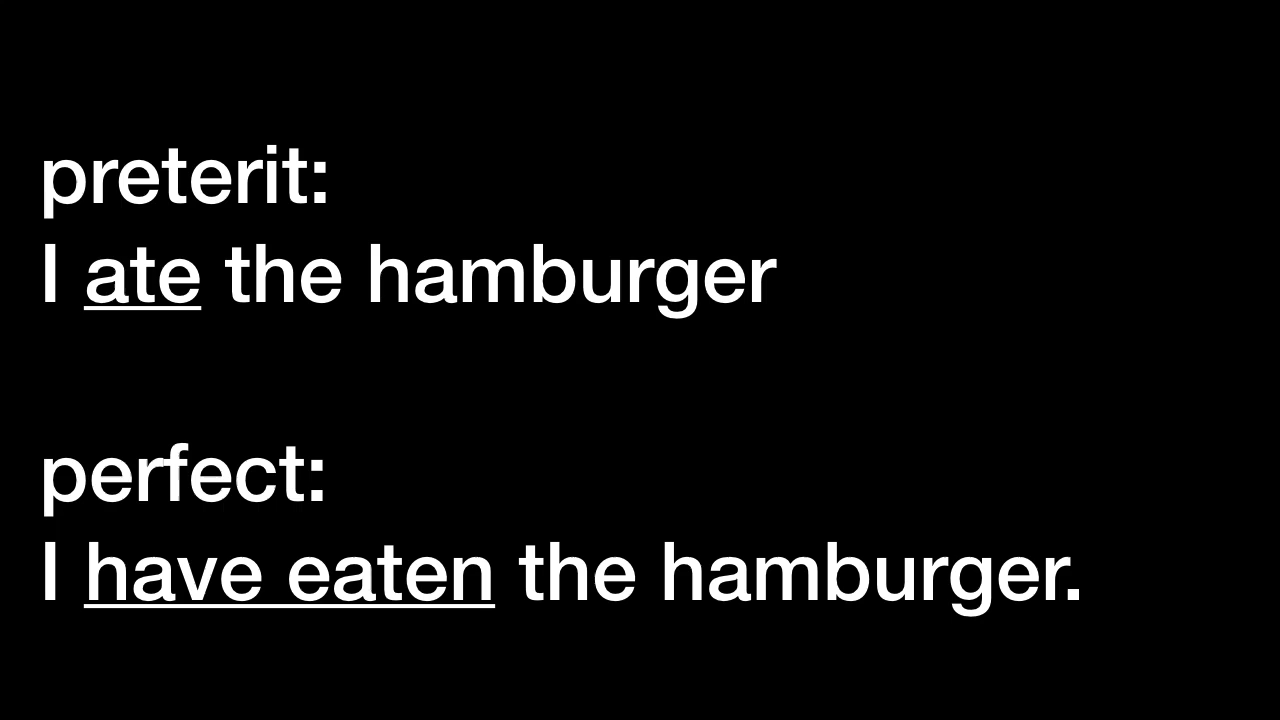 preterit:
I ate the hamburger
perfect:
I have eaten the hamburger.